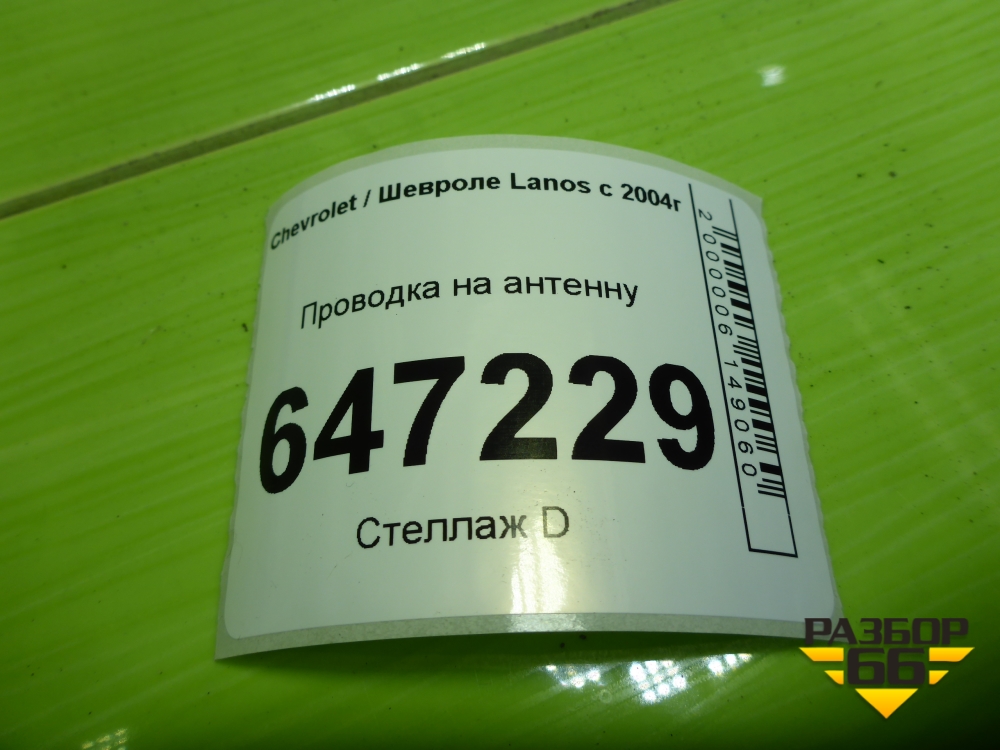 Chevrolet / Шевроле Lanos с 2004г
Проводка на антенну
647229
Стеллаж D
2000006149060
РАЗБОР
66